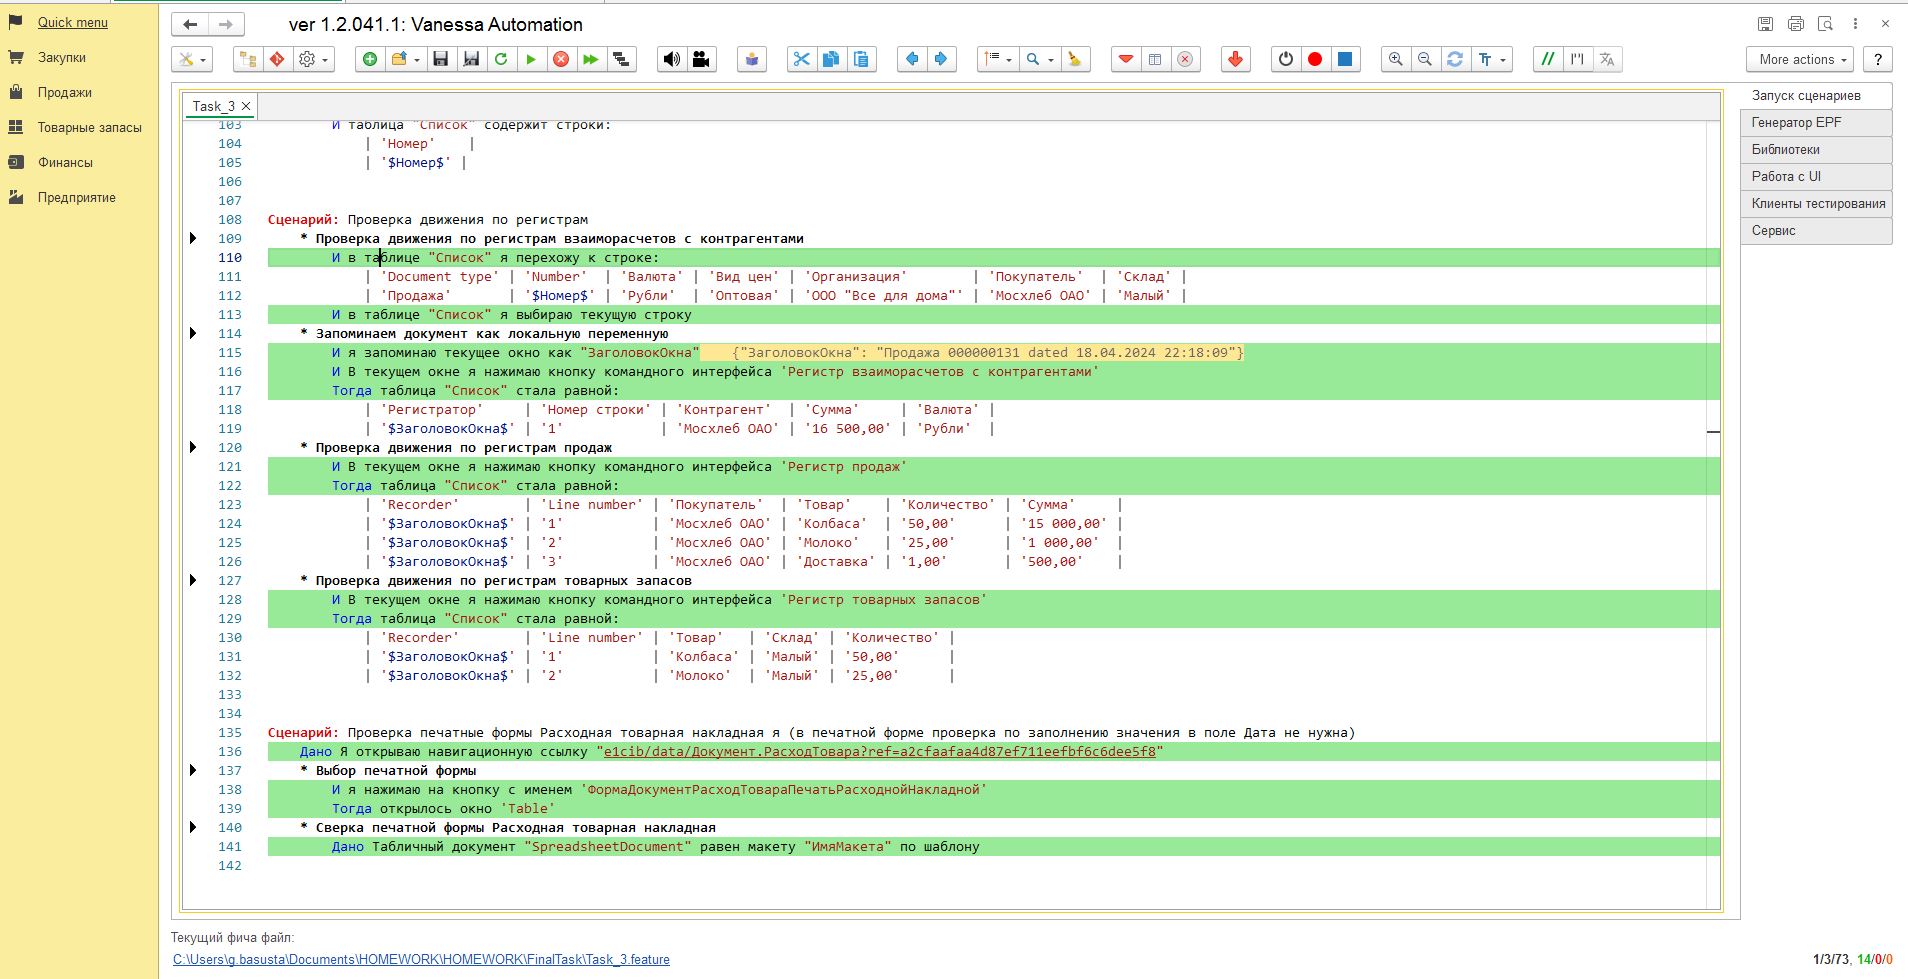 Quick menu
Закупки
Продажи
Товарные запасы
Финансы
Предприятие
ver 1.2.041.1: Vanessa Automation
More actions
?
Запуск сценариев
Генератор EPF
Библиотеки
Работа с UI
Клиенты тестирования
Сервис
Task_3
103 И таблица "Список" содержит строки:
104 | 'Номер' |
105 | '$Номер$' |
106
107
108 Сценарий: Проверка движения по регистрам
109 * Проверка движения по регистрам взаиморасчетов с контрагентами
110 И в таблице "Список" я перехожу к строке:
111 | 'Document type' | 'Number' | 'Валюта' | 'Вид цен' | 'Организация' | 'Покупатель' | 'Склад' |
112 | 'Продажа' | '$Номер$' | 'Рубли' | 'Оптовая' | 'ООО "Все для дома"' | 'Мосхлеб ОАО' | 'Малый' |
113 И в таблице "Список" я выбираю текущую строку
114 * Запоминаем документ как локальную переменную
115 И я запоминаю текущее окно как "ЗаголовокОкна" {"ЗаголовокОкна": "Продажа 000000131 dated 18.04.2024 22:18:09"}
116 И В текущем окне я нажимаю кнопку командного интерфейса 'Регистр взаиморасчетов с контрагентами'
117 Тогда таблица "Список" стала равной:
118 | 'Регистратор' | 'Номер строки' | 'Контрагент' | 'Сумма' | 'Валюта' |
119 | '$ЗаголовокОкна$' | '1' | 'Мосхлеб ОАО' | '16 500,00' | 'Рубли' |
120 * Проверка движения по регистрам продаж
121 И В текущем окне я нажимаю кнопку командного интерфейса 'Регистр продаж'
122 Тогда таблица "Список" стала равной:
123 | 'Recorder' | 'Line number' | 'Покупатель' | 'Товар' | 'Количество' | 'Сумма' |
124 | '$ЗаголовокОкна$' | '1' | 'Мосхлеб ОАО' | 'Колбаса' | '50,00' | '15 000,00' |
125 | '$ЗаголовокОкна$' | '2' | 'Мосхлеб ОАО' | 'Молоко' | '25,00' | '1 000,00' |
126 | '$ЗаголовокОкна$' | '3' | 'Мосхлеб ОАО' | 'Доставка' | '1,00' | '500,00' |
127 * Проверка движения по регистрам товарных запасов
128 И В текущем окне я нажимаю кнопку командного интерфейса 'Регистр товарных запасов'
129 Тогда таблица "Список" стала равной:
130 | 'Recorder' | 'Line number' | 'Товар' | 'Склад' | 'Количество' |
131 | '$ЗаголовокОкна$' | '1' | 'Колбаса' | 'Малый' | '50,00' |
132 | '$ЗаголовокОкна$' | '2' | 'Молоко' | 'Малый' | '25,00' |
133
134
135 Сценарий: Проверка печатные формы Расходная товарная накладная я (в печатной форме проверка по заполнению значения в поле Дата не нужна)
136 Дано Я открываю навигационную ссылку "e1cib/data/Документ.РасходТовара?ref=a2cfaafaa4d87ef711eefbf6c6dee5f8"
137 * Выбор печатной формы
138 И я нажимаю на кнопку с именем 'ФормаДокументРасходТовараПечатьРасходнойНакладной'
139 Тогда открылось окно 'Table'
140 * Сверка печатной формы Расходная товарная накладная
141 Дано Табличный документ "SpreadsheetDocument" равен макету "ИмяМакета" по шаблону
142
Текущий фича файл:
C:\Users\g.basusta\Documents\HOMEWORK\HOMEWORK\FinalTask\Task_3.feature
1/3/73, 14/0/0